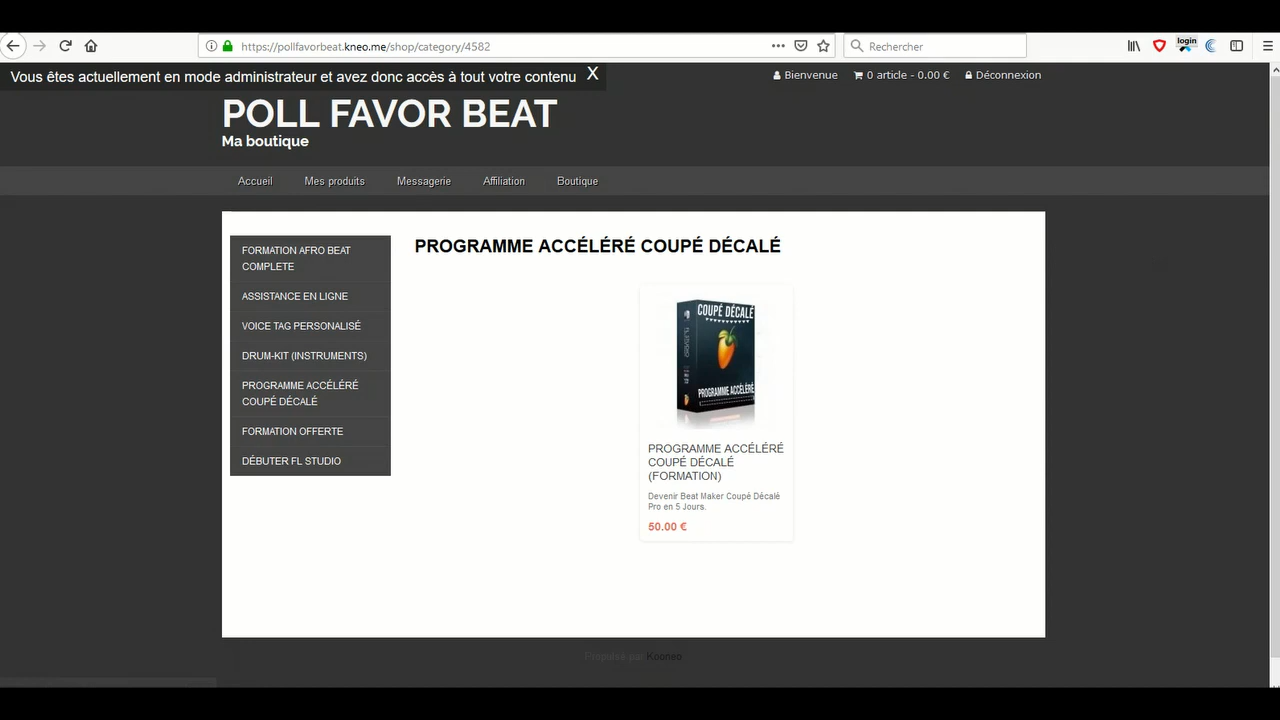 https://pollfavorbeat.kneo.me/shop/category/4582
Rechercher
login
Vous êtes actuellement en mode administrateur et avez donc accès à tout votre contenu X
Bienvenue 0 article - 0.00 € Déconnexion
POLL FAVOR BEAT
Ma boutique
Accueil Mes produits Messagerie Affiliation Boutique
FORMATION AFRO BEAT
COMPLETE
ASSISTANCE EN LIGNE
VOICE TAG PERSONALISÉ
DRUM-KIT (INSTRUMENTS)
PROGRAMME ACCÉLÉRÉ
COUPÉ DÉCALÉ
FORMATION OFFERTE
DÉBUTER FL STUDIO
PROGRAMME ACCÉLÉRÉ COUPÉ DÉCALÉ
COUPÉ DÉCALÉ
PROGRAMME ACCÉLÉRÉ
PROGRAMME ACCÉLÉRÉ
COUPÉ DÉCALÉ
(FORMATION)
Devenir Beat Maker Coupé Décalé
Pro en 5 Jours.
50.00 €
Propulsé par Kooneo